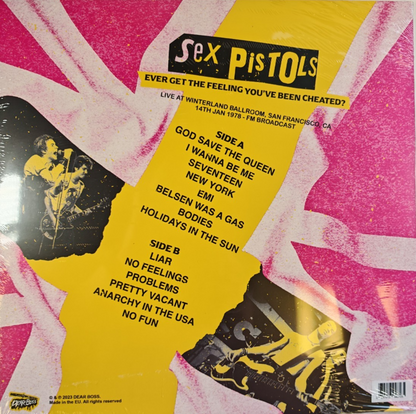 Sex PISTOLS
EVER GET THE FEELING YOU'VE BEEN CHEATED?
LIVE AT WINTERLAND BALLROOM, SAN FRANCISCO, CA
14TH JAN 1978 - FM BROADCAST
SIDE A
GOD SAVE THE QUEEN
I WANNA BE ME
SEVENTEEN
NEW YORK
EMI
BELSEN WAS A GAS
BODIES
HOLIDAYS IN THE SUN
SIDE B
LIAR
NO FEELINGS
PROBLEMS
PRETTY VACANT
ANARCHY IN THE USA
NO FUN
DEAR BOSS
℗ & © 2023 DEAR BOSS.
Made in the EU. All rights reserved